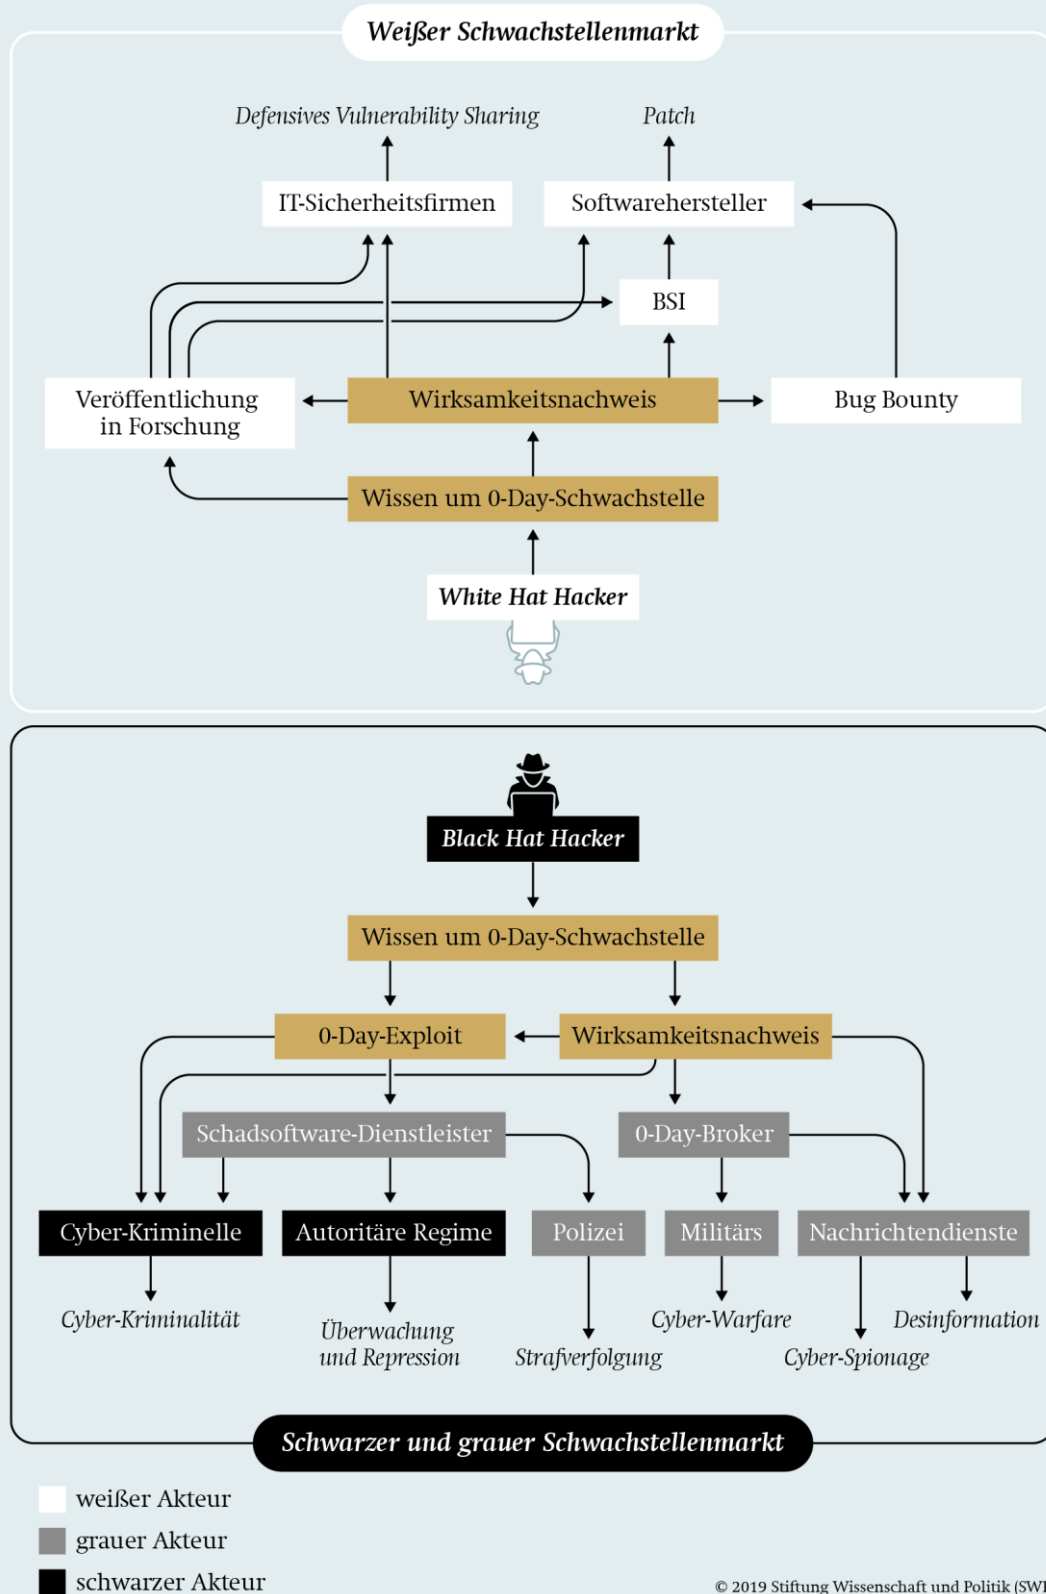 Weißer Schwachstellenmarkt
Defensives Vulnerability Sharing
Patch
IT-Sicherheitsfirmen
Softwarehersteller
BSI
Veröffentlichung
in Forschung
Wirksamkeitsnachweis
Bug Bounty
Wissen um 0-Day-Schwachstelle
White Hat Hacker
Black Hat Hacker
Wissen um 0-Day-Schwachstelle
0-Day-Exploit
Wirksamkeitsnachweis
Schadsoftware-Dienstleister
0-Day-Broker
Cyber-Kriminelle
Autoritäre Regime
Polizei
Militärs
Nachrichtendienste
Cyber-Kriminalität
Überwachung
und Repression
Strafverfolgung
Cyber-Warfare
Cyber-Spionage
Desinformation
Schwarzer und grauer Schwachstellenmarkt
weißer Akteur
grauer Akteur
schwarzer Akteur
© 2019 Stiftung Wissenschaft und Politik (SWP